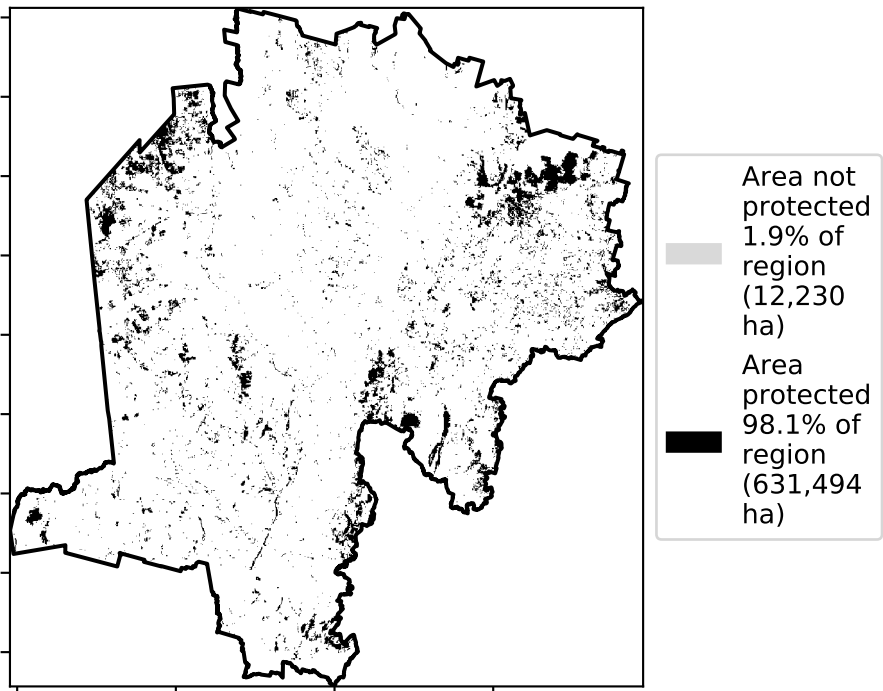 Area not
protected
1.9% of
region
(12,230
ha)
Area
protected
98.1% of
region
(631,494
ha)